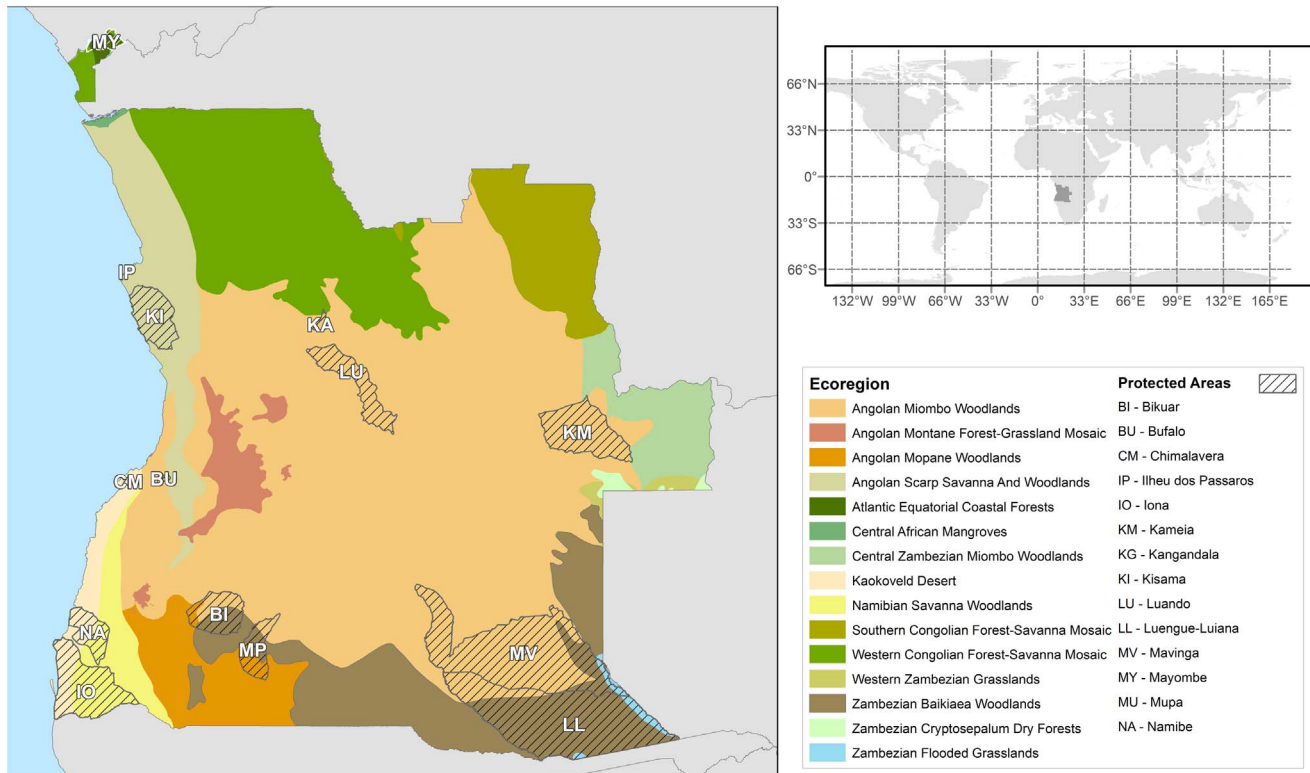 MY
IP
KI
KA
LU
KM
CM
BU
BI
NA
MP
MV
IO
LL
66°N
33°N
0°
33°S
66°S
132°W 99°W 66°W 33°W 0° 33°E 66°E 99°E 132°E 165°E
Ecoregion
Angolan Miombo Woodlands
Angolan Montane Forest-Grassland Mosaic
Angolan Mopane Woodlands
Angolan Scarp Savanna And Woodlands
Atlantic Equatorial Coastal Forests
Central African Mangroves
Central Zambezian Miombo Woodlands
Kaokoveld Desert
Namibian Savanna Woodlands
Southern Congolian Forest-Savanna Mosaic
Western Congolian Forest-Savanna Mosaic
Western Zambezian Grasslands
Zambezian Baikiaea Woodlands
Zambezian Cryptosepalum Dry Forests
Zambezian Flooded Grasslands
Protected Areas
BI - Bikuar
BU - Bufalo
CM - Chimalavera
IP - Ilheu dos Passaros
IO - Iona
KM - Kameia
KG - Kangandala
KI - Kisama
LU - Luando
LL - Luengue-Luiana
MV - Mavinga
MY - Mayombe
MU - Mupa
NA - Namibe